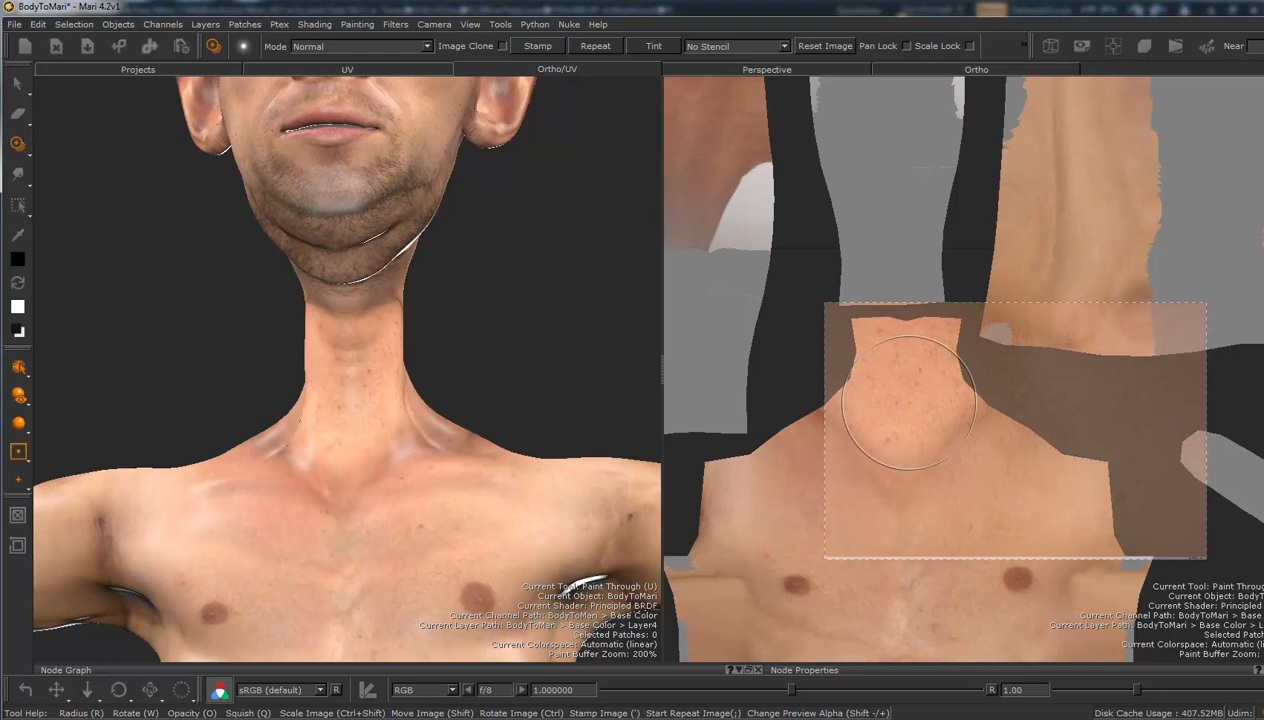 BodyToMari* - Mari 4.2v1
File Edit Selection Objects Channels Layers Patches Ptex Shading Painting Filters Camera View Tools Python Nuke Help
Mode Normal Image Clone Stamp Repeat Tint No Stencil Reset Image Pan Lock Scale Lock » Near
Projects UV Ortho/UV Perspective Ortho
Current Tool: Paint Through (U)
Current Object: BodyToMari
Current Shader: Principled BRDF
Current Channel Path: BodyToMari > Base Color
Current Layer Path: BodyToMari > Base Color > Layer4
Selected Patches: 0
Current Colorspace: Automatic (linear)
Paint Buffer Zoom: 200%
Current Tool: Paint Through
Current Object: BodyT
Current Shader: Principled
Current Channel Path: BodyToMari > Base
Current Layer Path: BodyToMari > Base Color > L
Selected Patc
Current Colorspace: Automatic (l
Paint Buffer Zoom:
Node Graph Node Properties
sRGB (default) R RGB f/8 1.000000 R 1.00
Tool Help: Radius (R) Rotate (W) Opacity (O) Squish (Q) Scale Image (Ctrl+Shift) Move Image (Shift) Rotate Image (Ctrl) Stamp Image (') Start Repeat Image(;) Change Preview Alpha (Shift -/+) Disk Cache Usage : 407.52MB Udim: